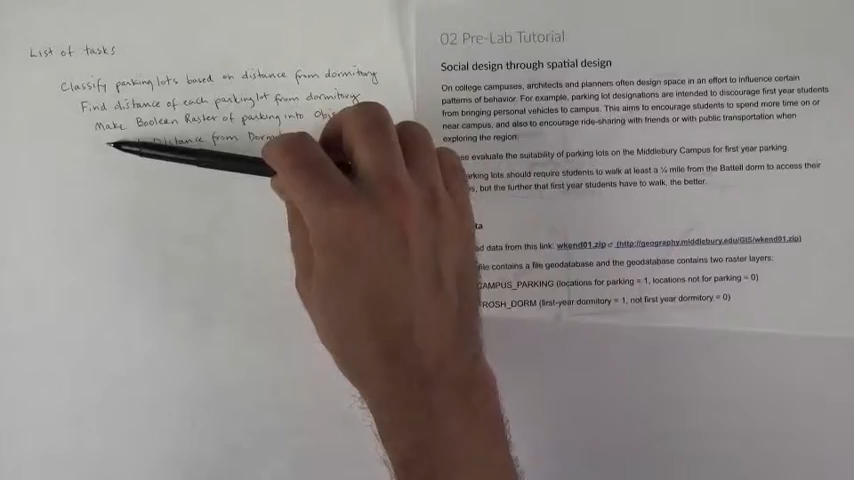 List of tasks
Classify parking lots based on distance from dormitory
Find distance of each parking lot from dormitory
Make Boolean Raster of parking into
Distance from
02 Pre-Lab Tutorial
Social design through spatial design
On college campuses, architects and planners often design space in an effort to influence certain
patterns of behavior. For example, parking lot designations are intended to discourage first year students
from bringing personal vehicles to campus. This aims to encourage students to spend more time on or
near campus, and also to encourage ride-sharing with friends or with public transportation when
exploring the region.
evaluate the suitability of parking lots on the Middlebury Campus for first year parking.
lots should require students to walk at least a ¼ mile from the Battell dorm to access their
but the further that first year students have to walk, the better.
data from this link: wkend01.zip (http://geography.middlebury.edu/GIS/wkend01.zip)
file contains a file geodatabase and the geodatabase contains two raster layers:
CAMPUS_PARKING (locations for parking = 1, locations not for parking = 0)
ROSH_DORM (first-year dormitory = 1, not first year dormitory = 0)